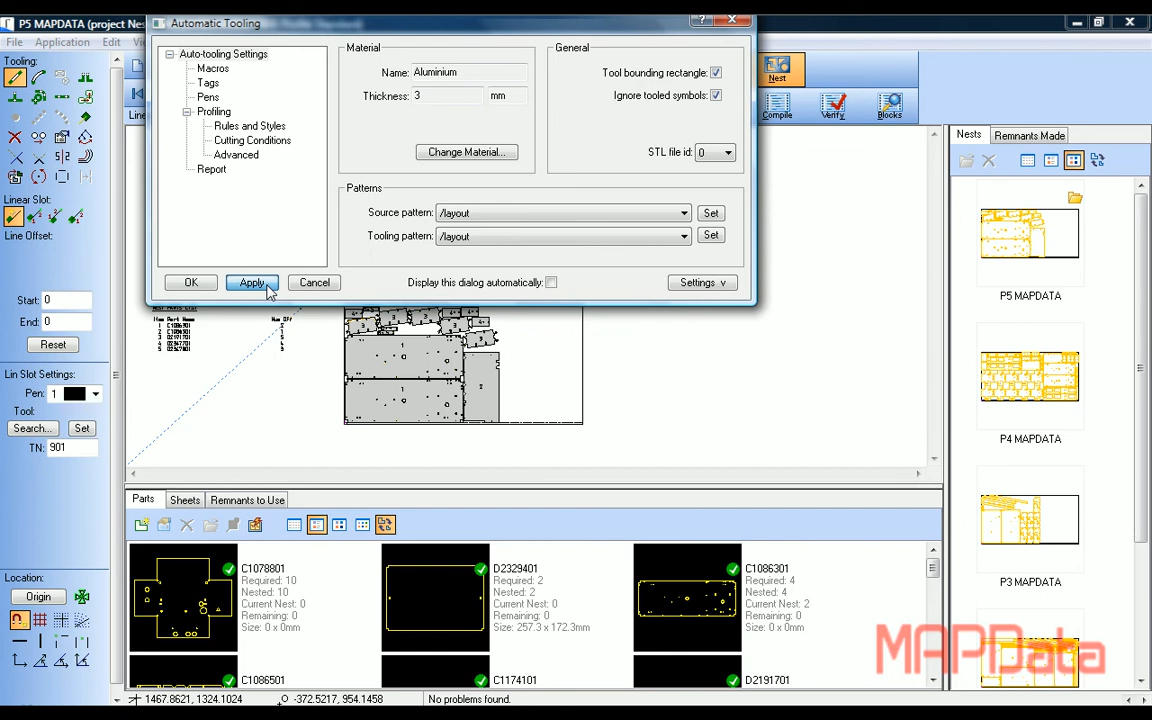 P5 MAPDATA (project Nes
Automatic Tooling
File Application Edit
Tooling:
Auto-tooling Settings
Macros
Tags
Pens
Profiling
Rules and Styles
Cutting Conditions
Advanced
Report
Material
Name: Aluminium
Thickness: 3 mm
Change Material...
General
Tool bounding rectangle:
Ignore tooled symbols:
STL file id: 0
Patterns
Source pattern: /layout Set
Tooling pattern: /layout Set
OK Apply Cancel
Display this dialog automatically:
Settings v
Nest
Compile Verify Blocks
Line
Linear Slot:
Line Offset:
Start: 0
End: 0
Reset
Lin Slot Settings:
Pen: 1
Tool:
Search... Set
TN: 901
Location:
Origin
Item Part Name Num Off
Nests Remnants Made
P5 MAPDATA
P4 MAPDATA
P3 MAPDATA
Parts Sheets Remnants to Use
C1078801
Required: 10
Nested: 10
Current Nest: 0
Remaining: 0
Size: 0 x 0mm
D2329401
Required: 2
Nested: 2
Current Nest: 0
Remaining: 0
Size: 257.3 x 172.3mm
C1086301
Required: 4
Nested: 4
Current Nest: 2
Remaining: 0
Size: 0 x 0mm
C1086501
C1174101
D2191701
MAPData
1467.8621, 1324.1024
-372.5217, 954.1458
No problems found.